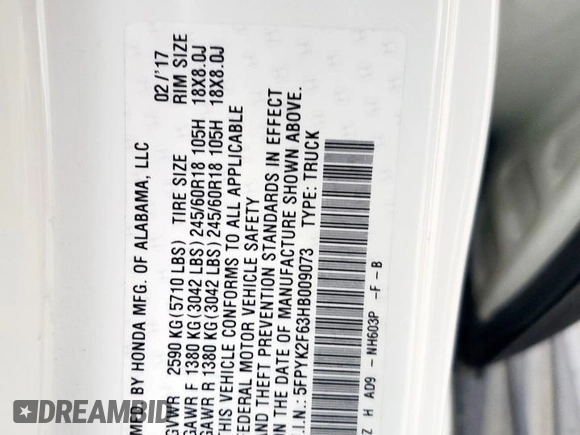 MFD. BY HONDA MFG. OF ALABAMA, LLC 02/'17
GVWR 2590 KG(5710 LBS) TIRE SIZE RIM SIZE
GAWR F 1380 KG(3042 LBS)245/60R18 105H 18X8.0J
GAWR R 1380 KG(3042 LBS)245/60R18 105H 18X8.0J
THIS VEHICLE CONFORMS TO ALL APPLICABLE
FEDERAL MOTOR VEHICLE SAFETY
AND THEFT PREVENTION STANDARDS IN EFFECT
ON THE DATE OF MANUFACTURE SHOWN ABOVE.
V.I.N.: 5FPYK2F63HB009073 TYPE: TRUCK
Z H AD9 -NH603P -F -B
DREAMBID